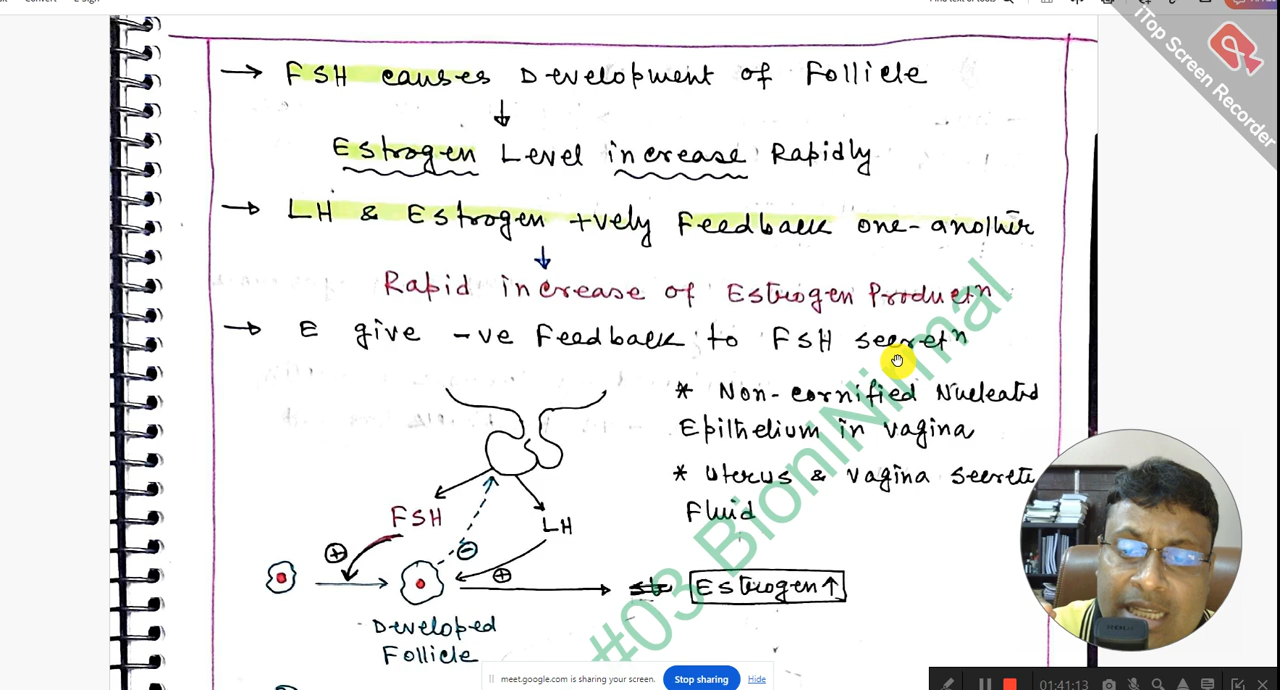 → FSH causes Development of Follicle
↓
Estrogen Level increase Rapidly
→ LH & Estrogen +vely Feedback one-another
↓
Rapid increase of Estrogen Productn
→ E give -ve Feedback to FSH secretn
* Non-cornified Nucleated
Epithelium in vagina
* Uterus & vagina secrete
Fluid
FSH
LH
Estrogen↑
Developed
Follicle
#03 BionINirmal
iTop Screen Recorder
meet.google.com is sharing your screen.
Stop sharing
Hide
01:41:13